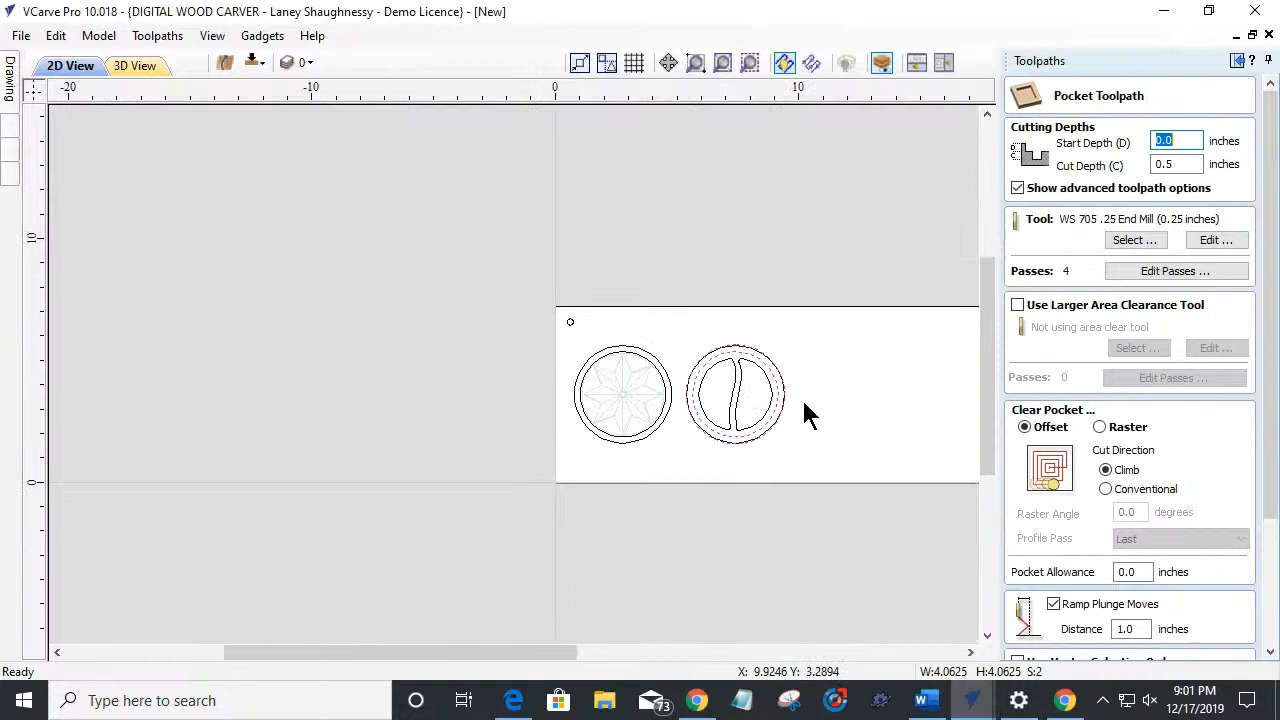 VCarve Pro 10.018 - {DIGITAL WOOD CARVER - Laney Shaughnessy - Demo Licence} - [New]
File Edit Model Toolpaths View Gadgets Help
Drawing
2D View 3D View 0
Toolpaths
-20 -10 0 10
Pocket Toolpath
Cutting Depths
Start Depth (D) 0.0 inches
Cut Depth (C) 0.5 inches
Show advanced toolpath options
Tool: WS 705 .25 End Mill (0.25 inches)
Select ... Edit ...
Passes: 4 Edit Passes ...
Use Larger Area Clearance Tool
Not using area clear tool
Select ... Edit ...
Passes: 0 Edit Passes ...
Clear Pocket ...
Offset Raster
Cut Direction
Climb
Conventional
Raster Angle 0.0 degrees
Profile Pass Last
Pocket Allowance 0.0 inches
Ramp Plunge Moves
Distance 1.0 inches
10
0
Ready X: 9.9246 Y: 3.2894 W:4.0625 H:4.0625 S:2
Type here to search
73
9:01 PM
12/17/2019